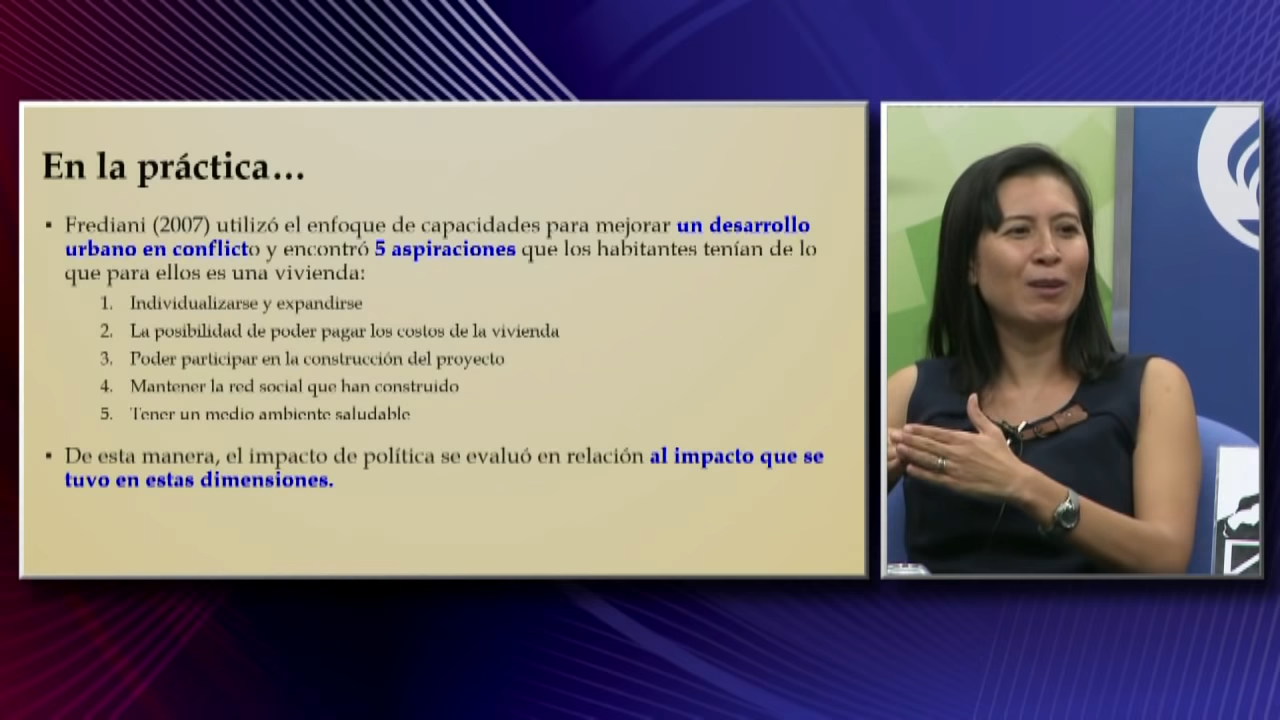 En la práctica…
▪ Frediani (2007) utilizó el enfoque de capacidades para mejorar un desarrollo
urbano en conflicto y encontró 5 aspiraciones que los habitantes tenían de lo
que para ellos es una vivienda:
1. Individualizarse y expandirse
2. La posibilidad de poder pagar los costos de la vivienda
3. Poder participar en la construcción del proyecto
4. Mantener la red social que han construido
5. Tener un medio ambiente saludable
▪ De esta manera, el impacto de política se evaluó en relación al impacto que se
tuvo en estas dimensiones.